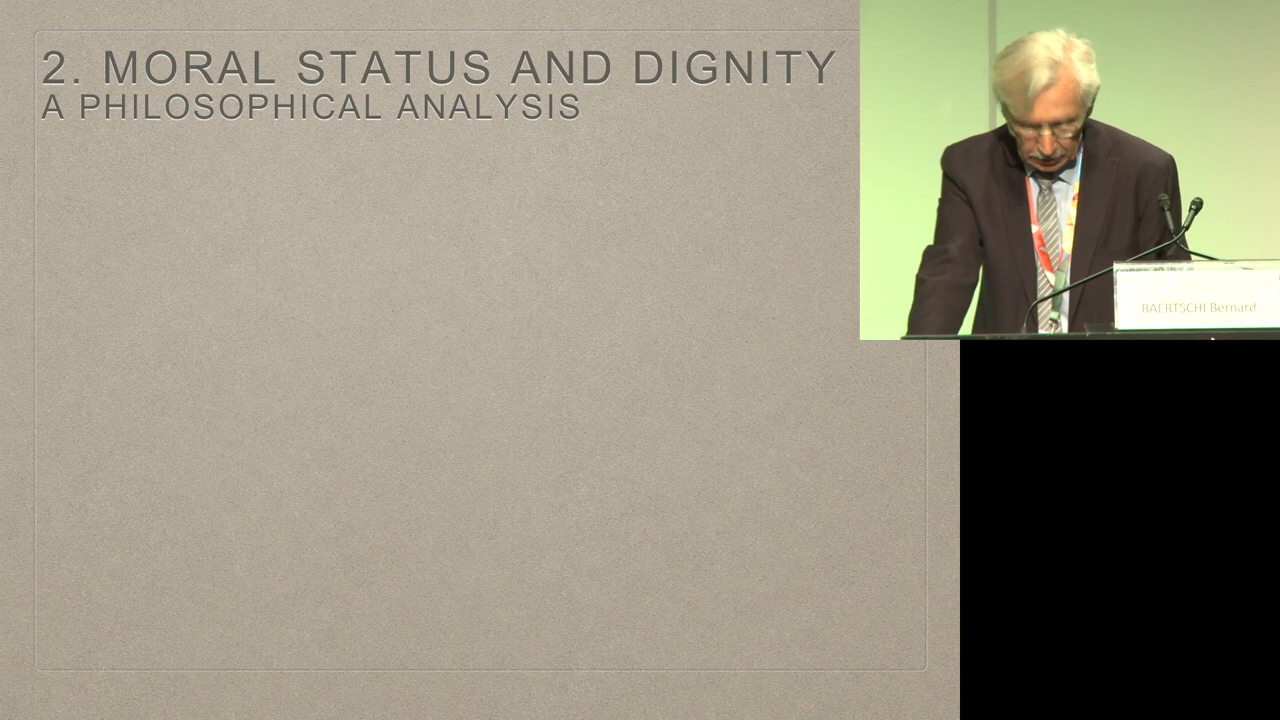 2. MORAL STATUS AND DIGNITY
A PHILOSOPHICAL ANALYSIS
BAERTSCHI Bernard